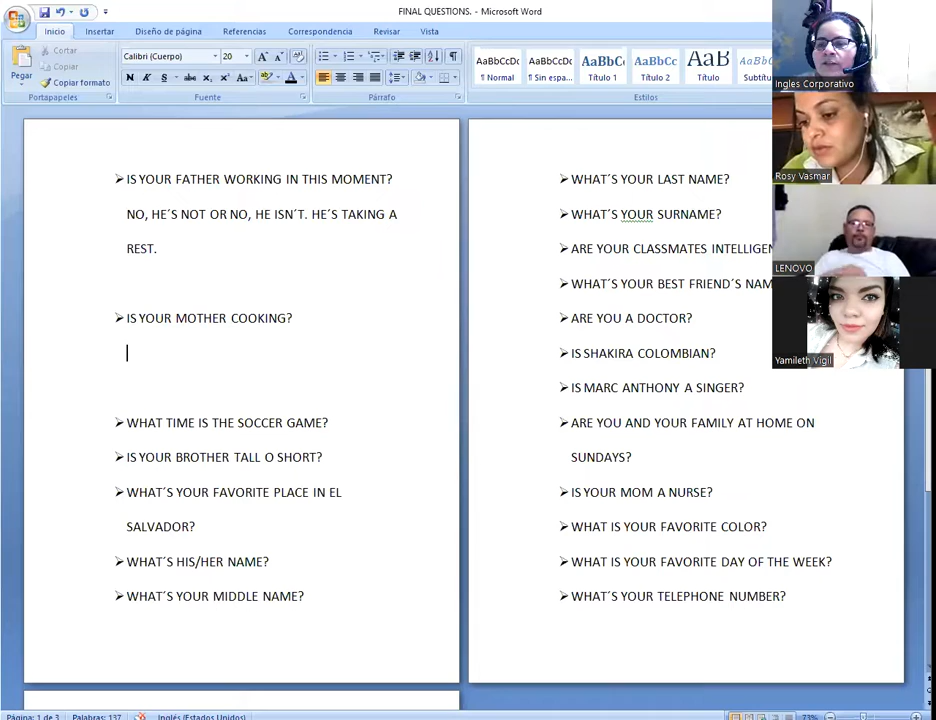 FINAL QUESTIONS. - Microsoft Word
Inicio Insertar Diseño de página Referencias Correspondencia Revisar Vista
Pegar
Cortar
Copiar
Copiar formato
Portapapeles
Calibri (Cuerpo) 20
Fuente
Párrafo
AaBbCcDc ¶ Normal
AaBbCcDc ¶ Sin espa...
AaBbC Título 1
AaBbCc Título 2
AaB Título
AaBbCc. Subtítu
Estilos
Ingles Corporativo
Rosy Vasmar
LENOVO
Yamileth Vigil
IS YOUR FATHER WORKING IN THIS MOMENT?
NO, HE´S NOT OR NO, HE ISN´T. HE´S TAKING A
REST.
IS YOUR MOTHER COOKING?
WHAT TIME IS THE SOCCER GAME?
IS YOUR BROTHER TALL O SHORT?
WHAT´S YOUR FAVORITE PLACE IN EL
SALVADOR?
WHAT´S HIS/HER NAME?
WHAT´S YOUR MIDDLE NAME?
WHAT´S YOUR LAST NAME?
WHAT´S YOUR SURNAME?
ARE YOUR CLASSMATES INTELLIGEN
WHAT´S YOUR BEST FRIEND´S NAM
ARE YOU A DOCTOR?
IS SHAKIRA COLOMBIAN?
IS MARC ANTHONY A SINGER?
ARE YOU AND YOUR FAMILY AT HOME ON
SUNDAYS?
IS YOUR MOM A NURSE?
WHAT IS YOUR FAVORITE COLOR?
WHAT IS YOUR FAVORITE DAY OF THE WEEK?
WHAT´S YOUR TELEPHONE NUMBER?
Página: 1 de 3 Palabras: 137 Inglés (Estados Unidos) 73%